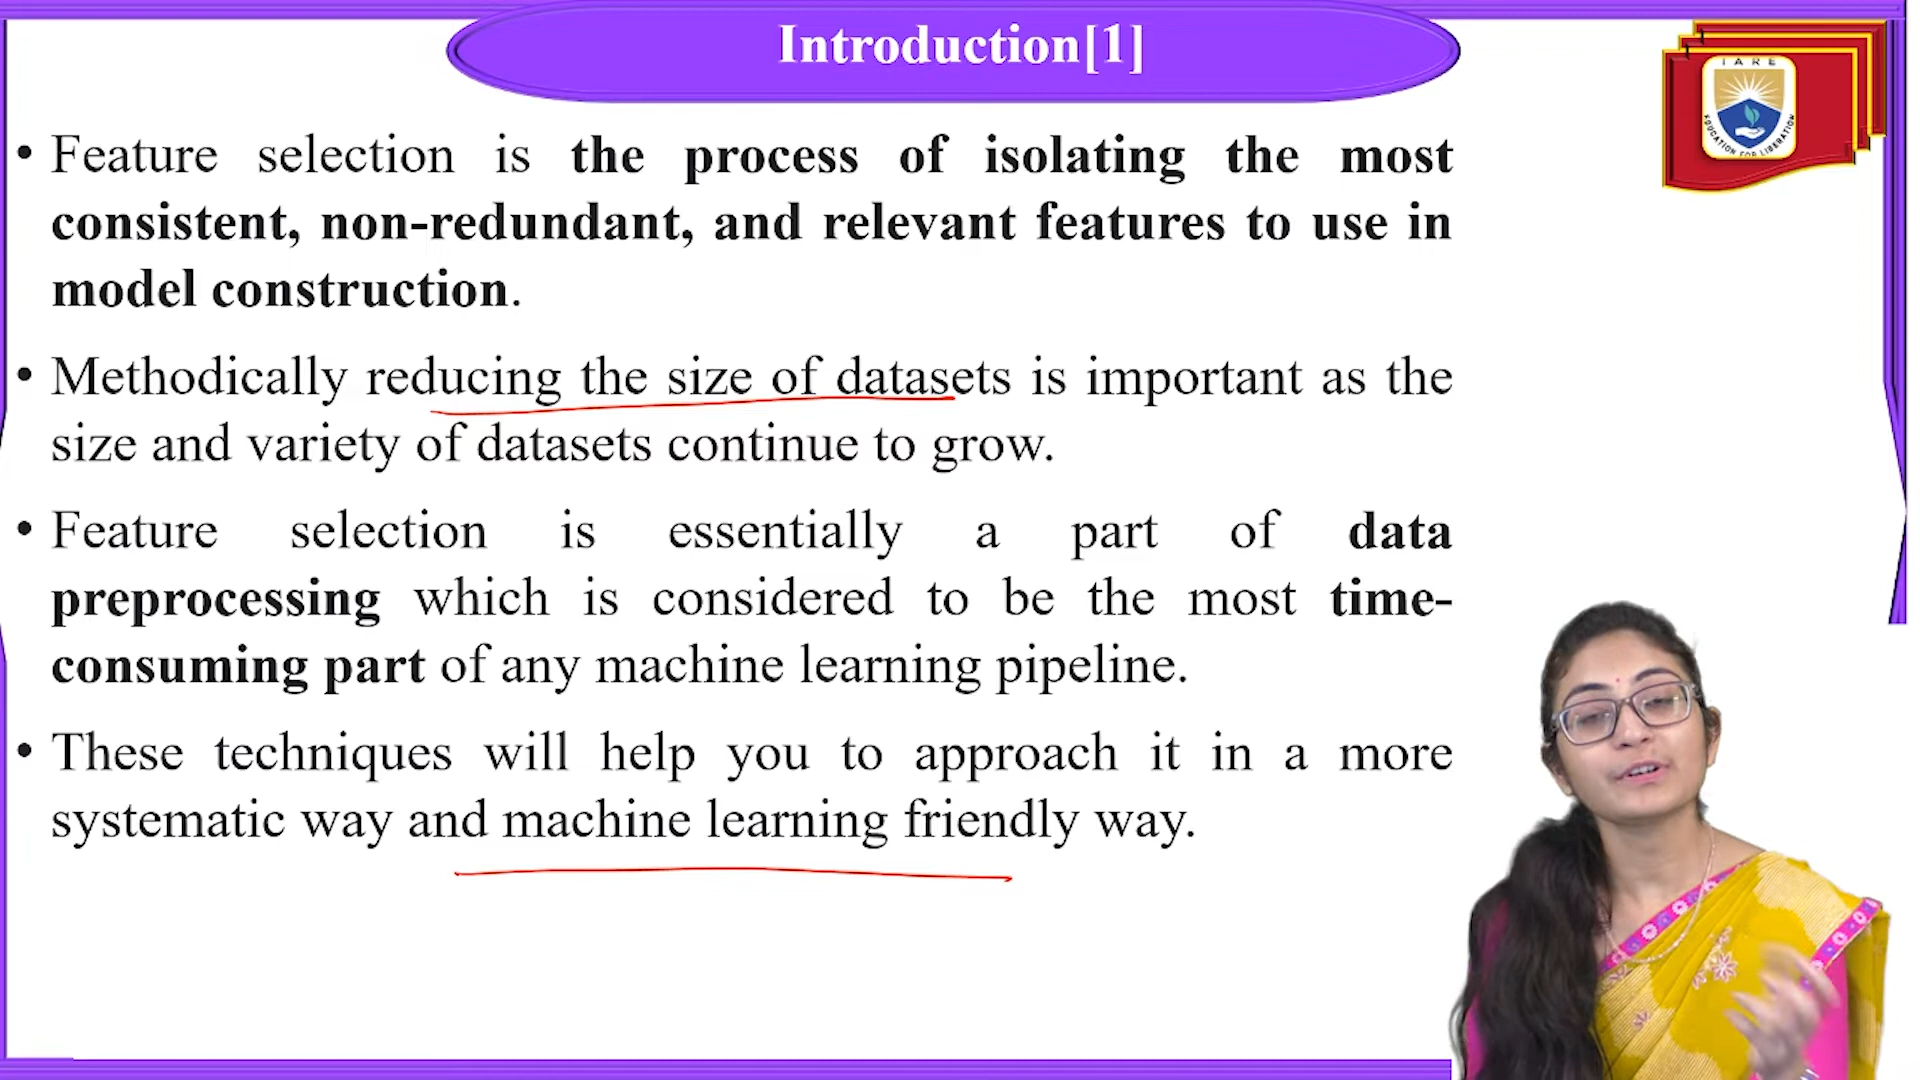 Introduction[1]
IARE
EDUCATION FOR LIBERATION
• Feature selection is the process of isolating the most
consistent, non-redundant, and relevant features to use in
model construction.
• Methodically reducing the size of datasets is important as the
size and variety of datasets continue to grow.
• Feature selection is essentially a part of data
preprocessing which is considered to be the most time-
consuming part of any machine learning pipeline.
• These techniques will help you to approach it in a more
systematic way and machine learning friendly way.